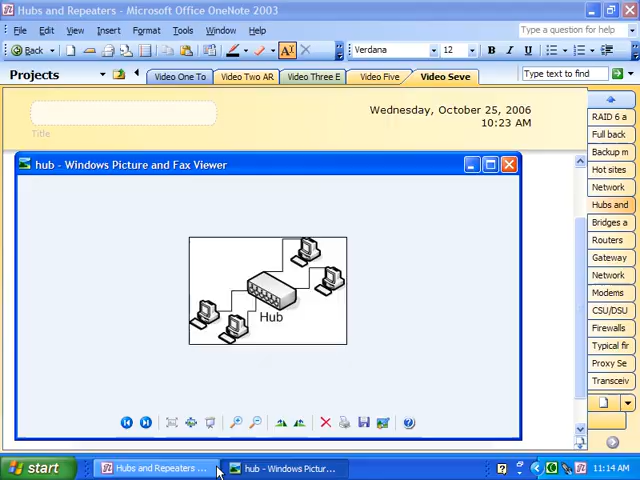 Hubs and Repeaters - Microsoft Office OneNote 2003
File Edit View Insert Format Tools Window Help Type a question for help
Back Verdana 12 B I U
Projects Video One To Video Two AR Video Three E Video Five Video Seve Type text to find
Wednesday, October 25, 2006
10:23 AM
Title
RAID 6 a
Full back
Backup m
Hot sites
Network
Hubs and
Bridges a
Routers
Gateway
Network
Modems
CSU/DSU
Firewalls
Typical fir
Proxy Se
Transceiv
hub - Windows Picture and Fax Viewer
Hub
start Hubs and Repeaters ... hub - Windows Pictur... 11:14 AM